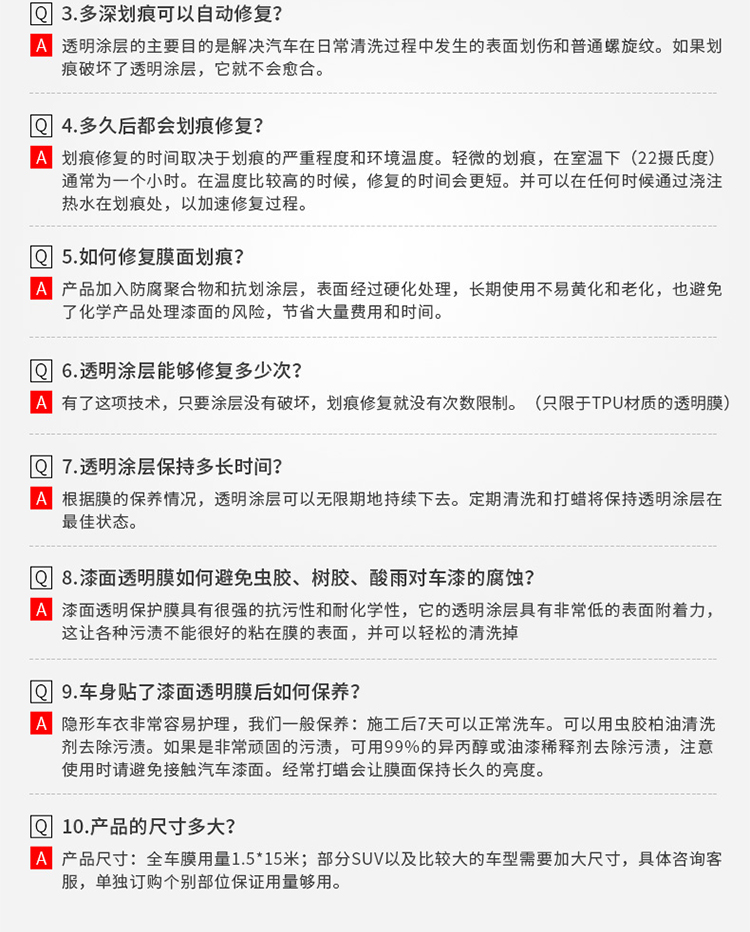 Q 3.多深划痕可以自动修复？
A 透明涂层的主要目的是解决汽车在日常清洗过程中发生的表面划伤和普通螺旋纹。如果划
痕破坏了透明涂层，它就不会愈合。
Q 4.多久后都会划痕修复？
A 划痕修复的时间取决于划痕的严重程度和环境温度。轻微的划痕，在室温下（22摄氏度）
通常为一个小时。在温度比较高的时候，修复的时间会更短。并可以在任何时候通过浇注
热水在划痕处，以加速修复过程。
Q 5.如何修复膜面划痕？
A 产品加入防腐聚合物和抗划涂层，表面经过硬化处理，长期使用不易黄化和老化，也避免
了化学产品处理漆面的风险，节省大量费用和时间。
Q 6.透明涂层能够修复多少次？
A 有了这项技术，只要涂层没有破坏，划痕修复就没有次数限制。（只限于TPU材质的透明膜）
Q 7.透明涂层保持多长时间？
A 根据膜的保养情况，透明涂层可以无限期地持续下去。定期清洗和打蜡将保持透明涂层在
最佳状态。
Q 8.漆面透明膜如何避免虫胶、树胶、酸雨对车漆的腐蚀？
A 漆面透明保护膜具有很强的抗污性和耐化学性，它的透明涂层具有非常低的表面附着力，
这让各种污渍不能很好的粘在膜的表面，并可以轻松的清洗掉
Q 9.车身贴了漆面透明膜后如何保养？
A 隐形车衣非常容易护理，我们一般保养：施工后7天可以正常洗车。可以用虫胶柏油清洗
剂去除污渍。如果是非常顽固的污渍，可用99%的异丙醇或油漆稀释剂去除污渍，注意
使用时请避免接触汽车漆面。经常打蜡会让膜面保持长久的亮度。
Q 10.产品的尺寸多大？
A 产品尺寸：全车膜用量1.5*15米；部分SUV以及比较大的车型需要加大尺寸，具体咨询客
服，单独订购个别部位保证用量够用。